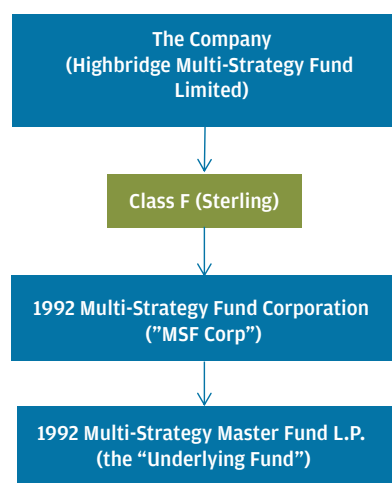 The Company
(Highbridge Multi-Strategy Fund
Limited)
Class F (Sterling)
1992 Multi-Strategy Fund Corporation
(”MSF Corp”)
1992 Multi-Strategy Master Fund L.P.
(the “Underlying Fund”)